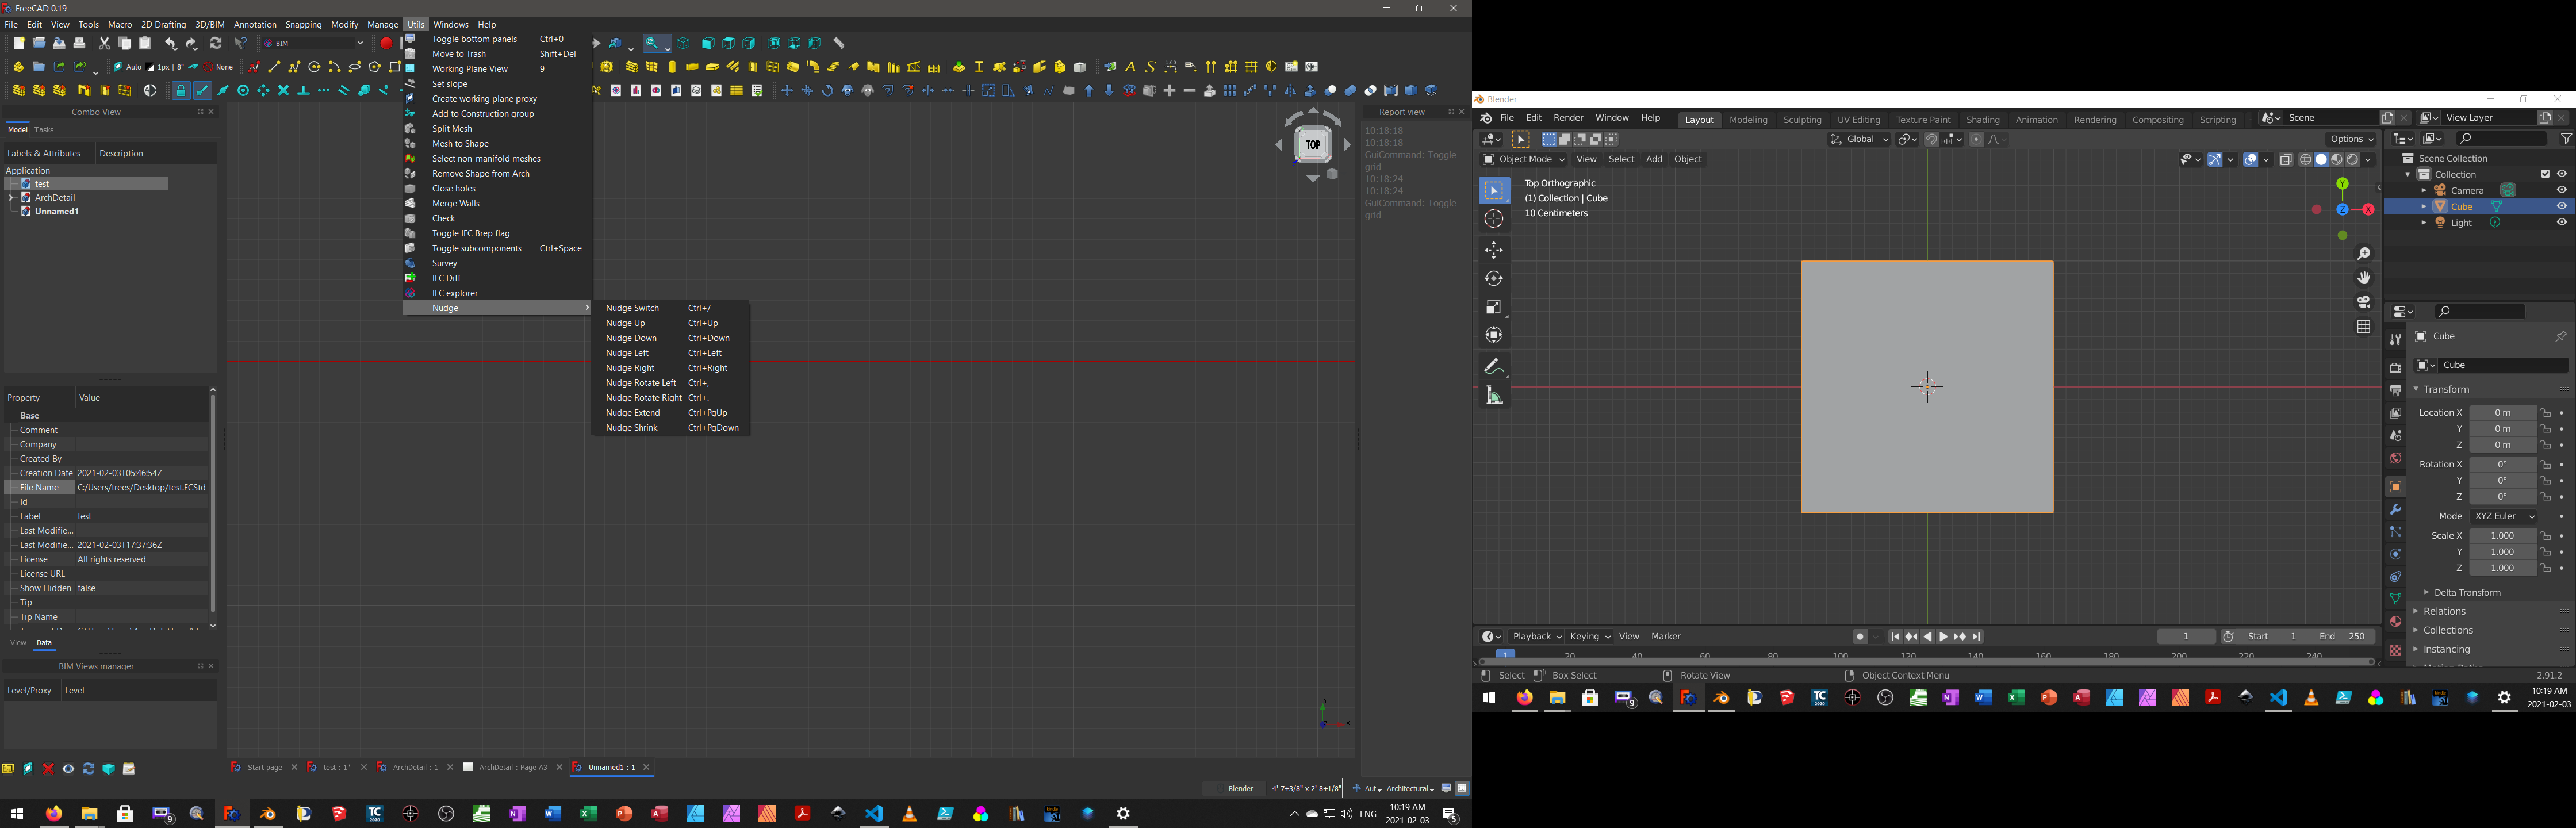 FreeCAD 0.19
File Edit View Tools Macro 2D Drafting 3D/BIM Annotation Snapping Modify Manage Utils Windows Help
BIM
Auto 1px | 8" None
Toggle bottom panels Ctrl+0
Move to Trash Shift+Del
Working Plane View 9
Set slope
Create working plane proxy
Add to Construction group
Split Mesh
Mesh to Shape
Select non-manifold meshes
Remove Shape from Arch
Close holes
Merge Walls
Check
Toggle IFC Brep flag
Toggle subcomponents Ctrl+Space
Survey
IFC Diff
IFC explorer
Nudge
Nudge Switch Ctrl+/
Nudge Up Ctrl+Up
Nudge Down Ctrl+Down
Nudge Left Ctrl+Left
Nudge Right Ctrl+Right
Nudge Rotate Left Ctrl+,
Nudge Rotate Right Ctrl+.
Nudge Extend Ctrl+PgUp
Nudge Shrink Ctrl+PgDown
Combo View
Model Tasks
Labels & Attributes Description
Application
test
ArchDetail
Unnamed1
Property Value
Base
Comment
Company
Created By
Creation Date 2021-02-03T05:46:54Z
File Name C:/Users/trees/Desktop/test.FCStd
Id
Label test
Last Modifie...
Last Modifie... 2021-02-03T17:37:36Z
License All rights reserved
License URL
Show Hidden false
Tip
Tip Name
View Data
BIM Views manager
Level/Proxy Level
TOP
Report view
10:18:18
10:18:18
GuiCommand: Toggle
grid
10:18:24
10:18:24
GuiCommand: Toggle
grid
Y
X
Start page test : 1* ArchDetail : 1 ArchDetail : Page A3 Unnamed1 : 1
Blender 4' 7+3/8" x 2' 8+1/8" Aut Architectural
9 TC 2020 ENG 10:19 AM
2021-02-03 5
Blender
File Edit Render Window Help Layout Modeling Sculpting UV Editing Texture Paint Shading Animation Rendering Compositing Scripting Scene View Layer
Global Options
Object Mode View Select Add Object
Top Orthographic
(1) Collection | Cube
10 Centimeters
Y
Z X
Scene Collection
Collection
Camera
Cube
Light
Cube
Cube
Transform
Location X 0 m
Y 0 m
Z 0 m
Rotation X 0°
Y 0°
Z 0°
Mode XYZ Euler
Scale X 1.000
Y 1.000
Z 1.000
Delta Transform
Relations
Collections
Instancing
Playback Keying View Marker 1 Start 1 End 250
1 20 40 60 80 100 120 140 160 180 200 220 240
Select Box Select Rotate View Object Context Menu
2.91.2
9 TC 2020 10:19 AM
2021-02-03